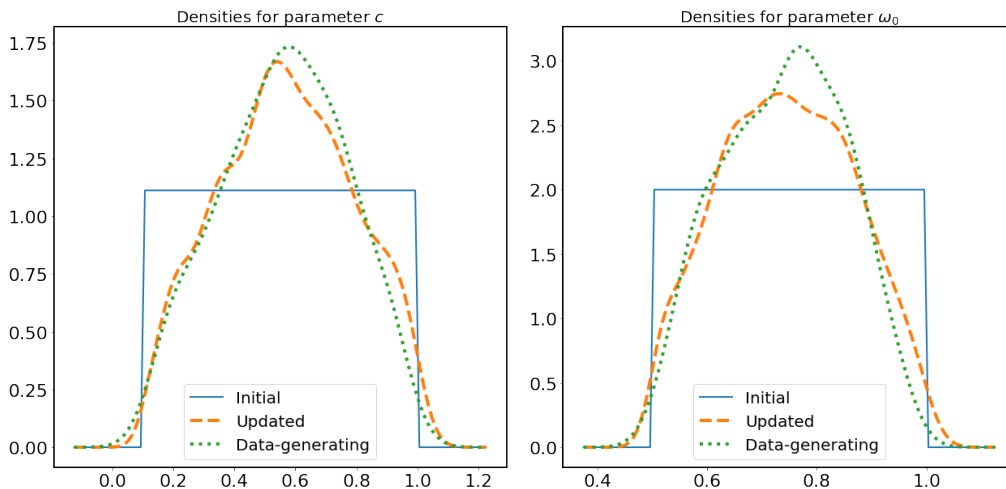 Densities for parameter c
1.75
1.50
1.25
1.00
0.75
0.50
0.25
0.00
0.0 0.2 0.4 0.6 0.8 1.0 1.2
Initial
Updated
Data-generating
Densities for parameter ω₀
3.0
2.5
2.0
1.5
1.0
0.5
0.0
0.4 0.6 0.8 1.0
Initial
Updated
Data-generating